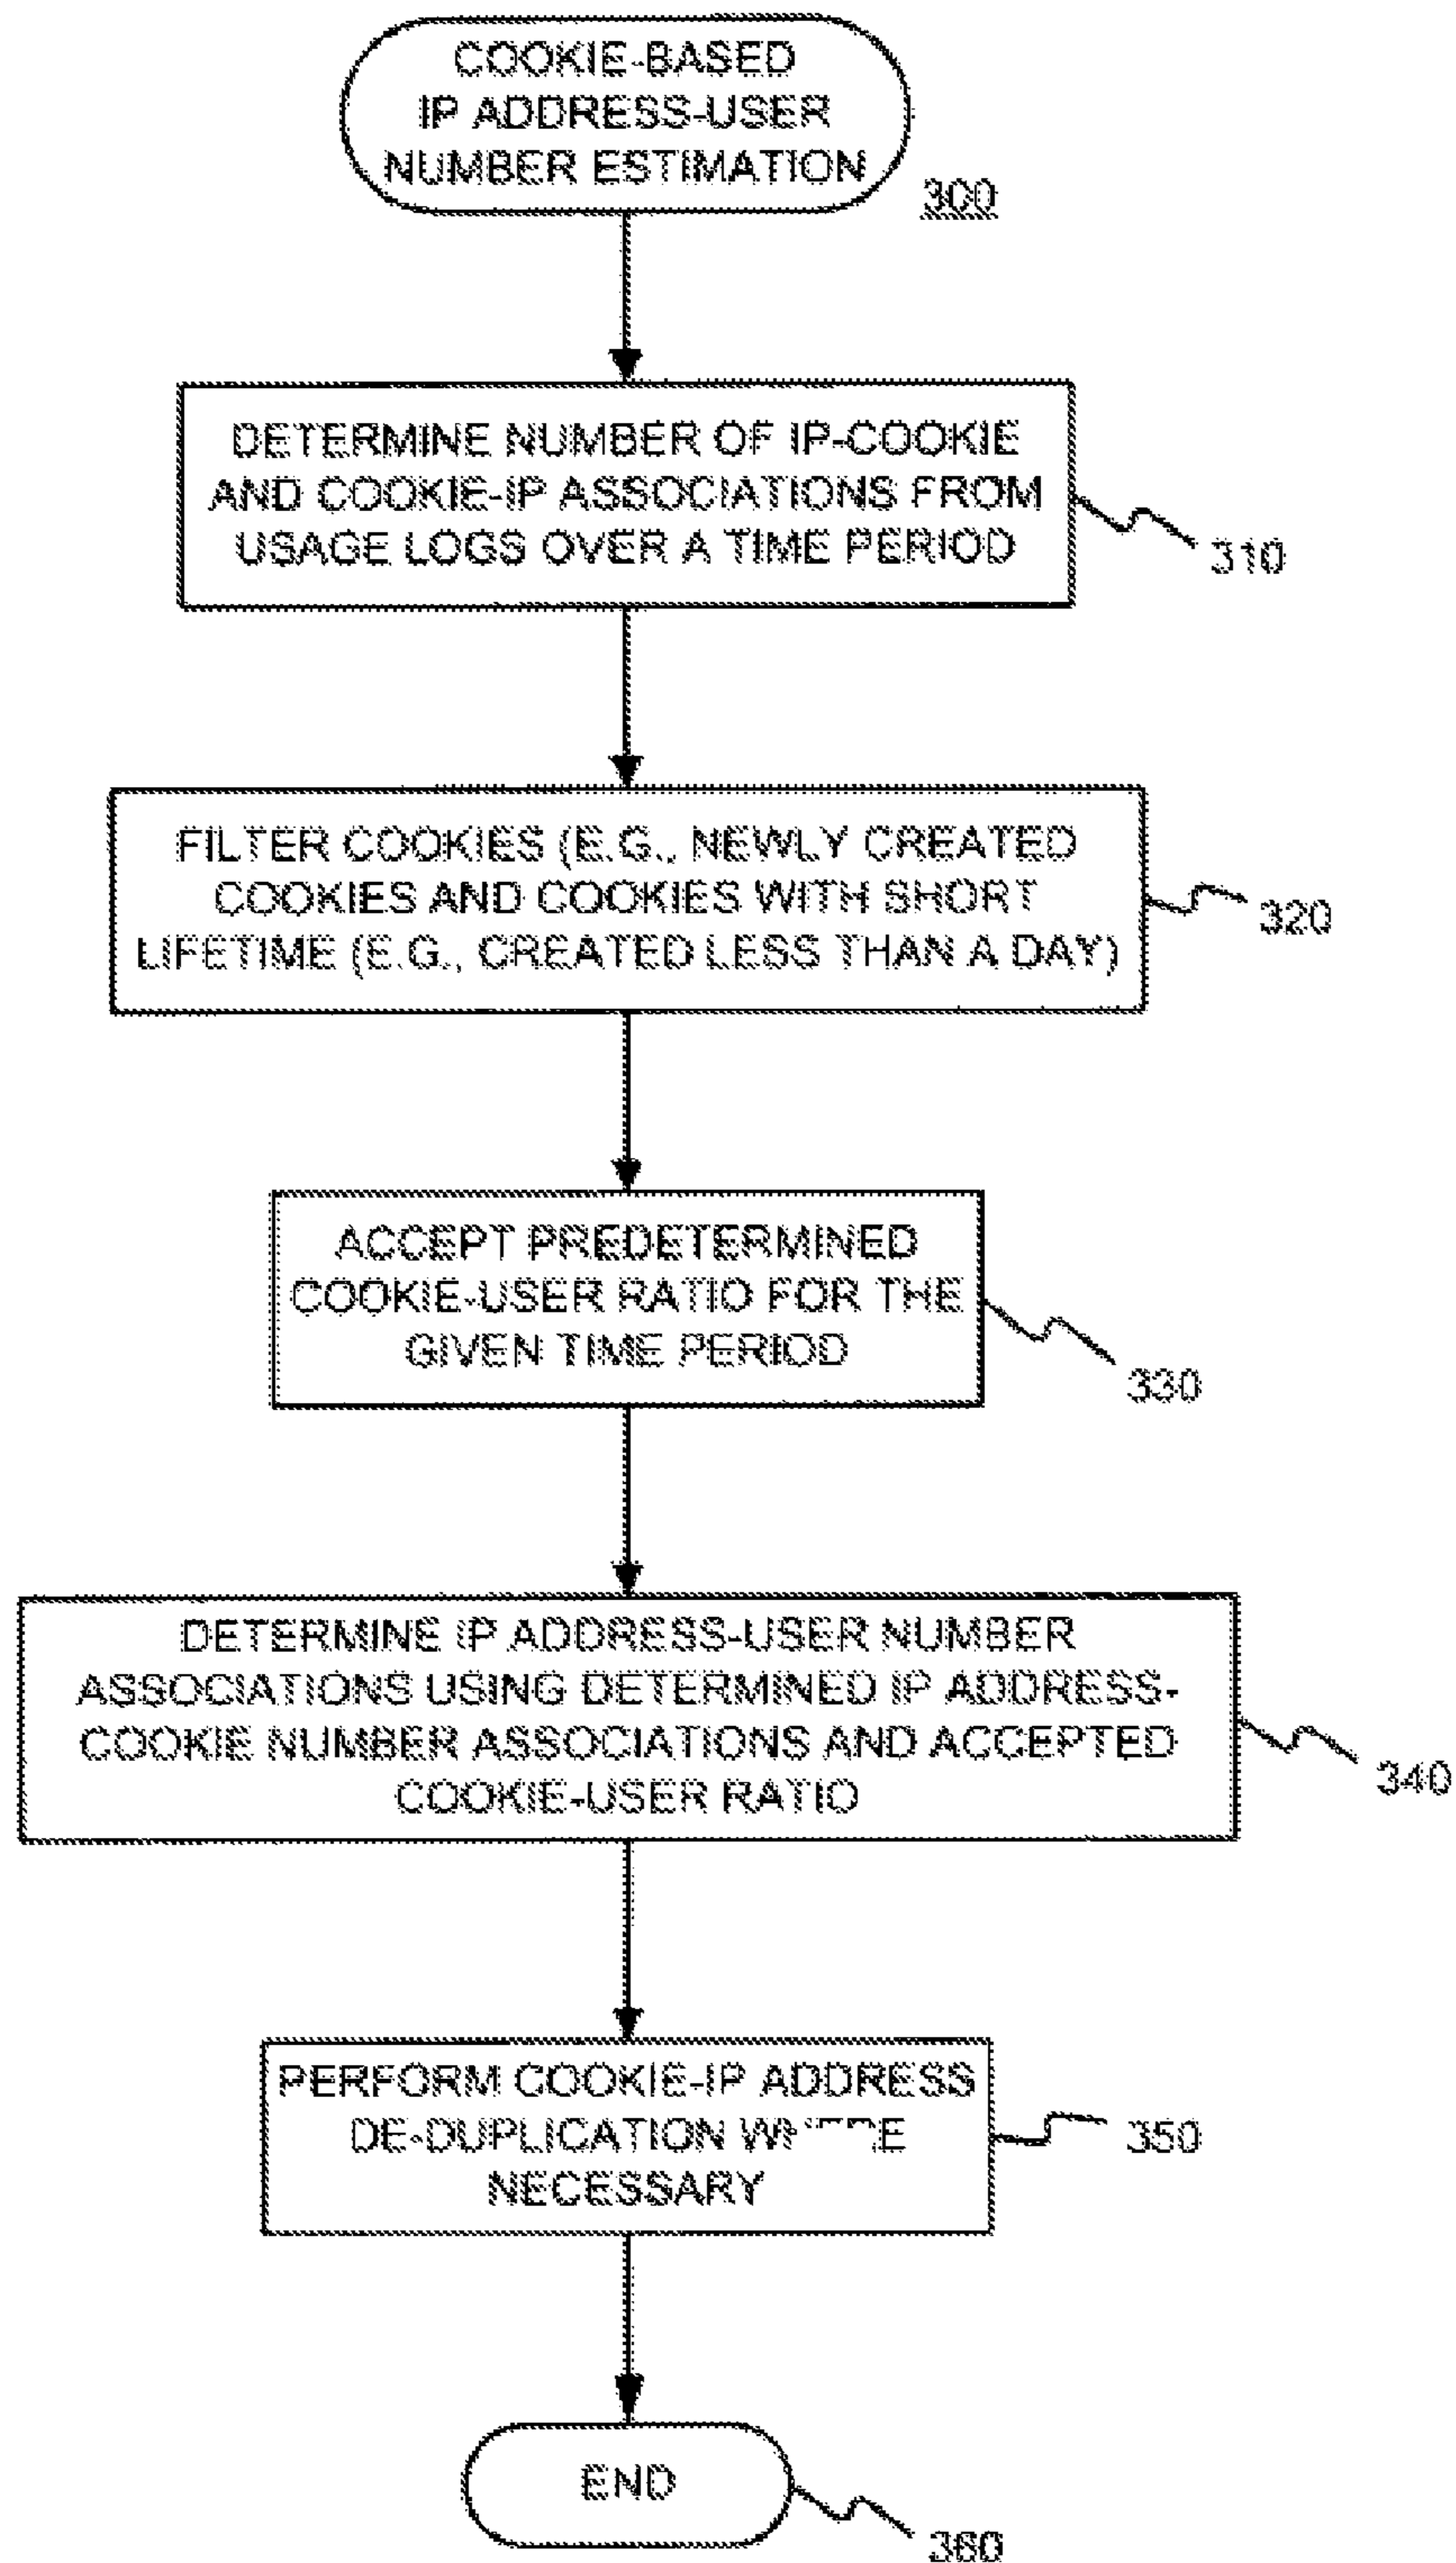 COOKIE-BASED
IP ADDRESS-USER
NUMBER ESTIMATION
300
DETERMINE NUMBER OF IP-COOKIE
AND COOKIE-IP ASSOCIATIONS FROM
USAGE LOGS OVER A TIME PERIOD
310
FILTER COOKIES (E.G., NEWLY CREATED
COOKIES AND COOKIES WITH SHORT
LIFETIME (E.G., CREATED LESS THAN A DAY)
320
ACCEPT PREDETERMINED
COOKIE-USER RATIO FOR THE
GIVEN TIME PERIOD
330
DETERMINE IP ADDRESS-USER NUMBER
ASSOCIATIONS USING DETERMINED IP ADDRESS-
COOKIE NUMBER ASSOCIATIONS AND ACCEPTED
COOKIE-USER RATIO
340
PERFORM COOKIE-IP ADDRESS
DE-DUPLICATION
NECESSARY
350
END
360